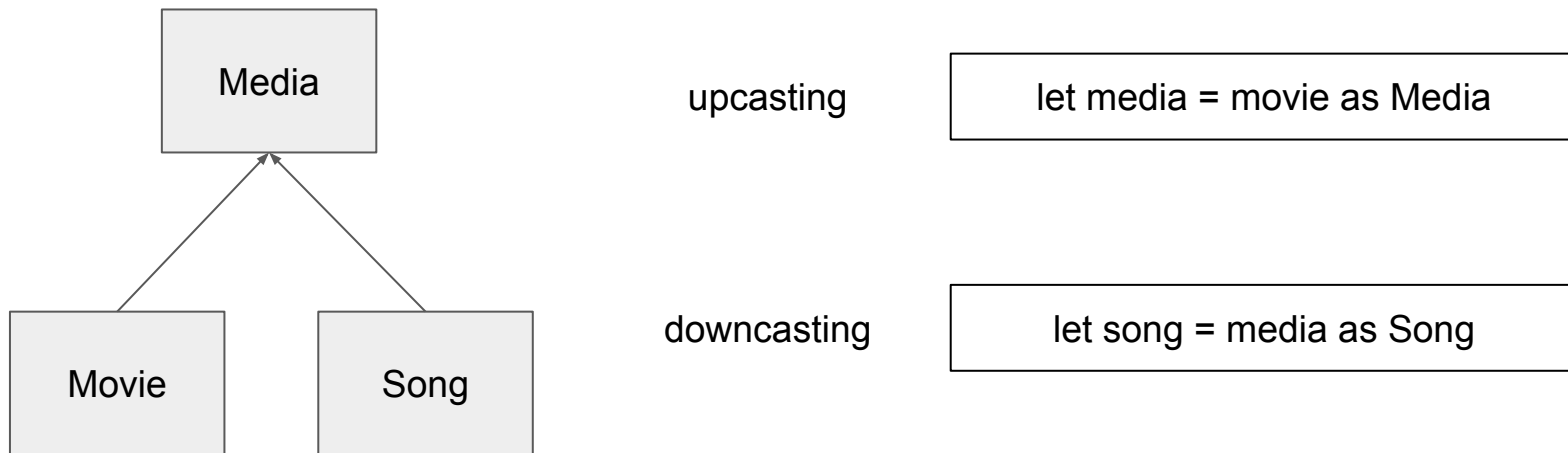 Media
upcasting
let media = movie as Media
downcasting
let song = media as Song
Movie
Song